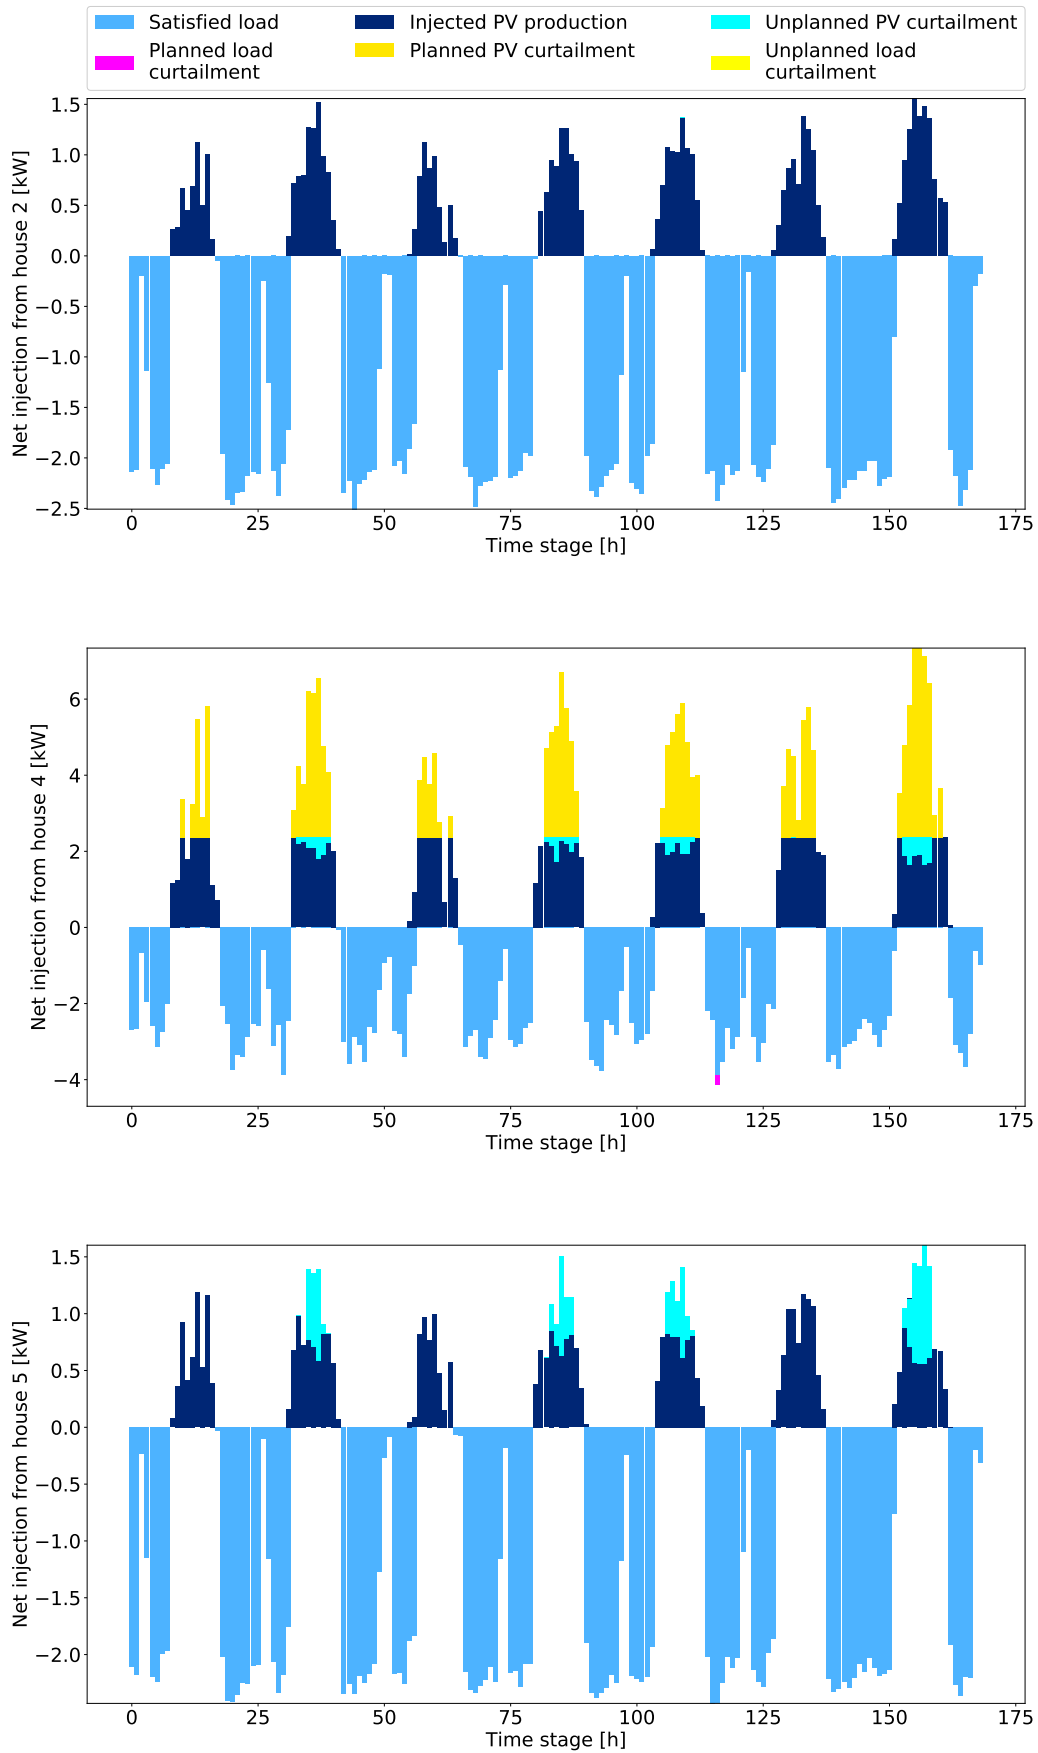 Satisfied load
Injected PV production
Unplanned PV curtailment
Planned load
curtailment
Planned PV curtailment
Unplanned load
curtailment
Net injection from house 2 [kW]
1.5
1.0
0.5
0.0
−0.5
−1.0
−1.5
−2.0
−2.5
0 25 50 75 100 125 150 175
Time stage [h]
Net injection from house 4 [kW]
6
4
2
0
−2
−4
0 25 50 75 100 125 150 175
Time stage [h]
Net injection from house 5 [kW]
1.5
1.0
0.5
0.0
−0.5
−1.0
−1.5
−2.0
0 25 50 75 100 125 150 175
Time stage [h]